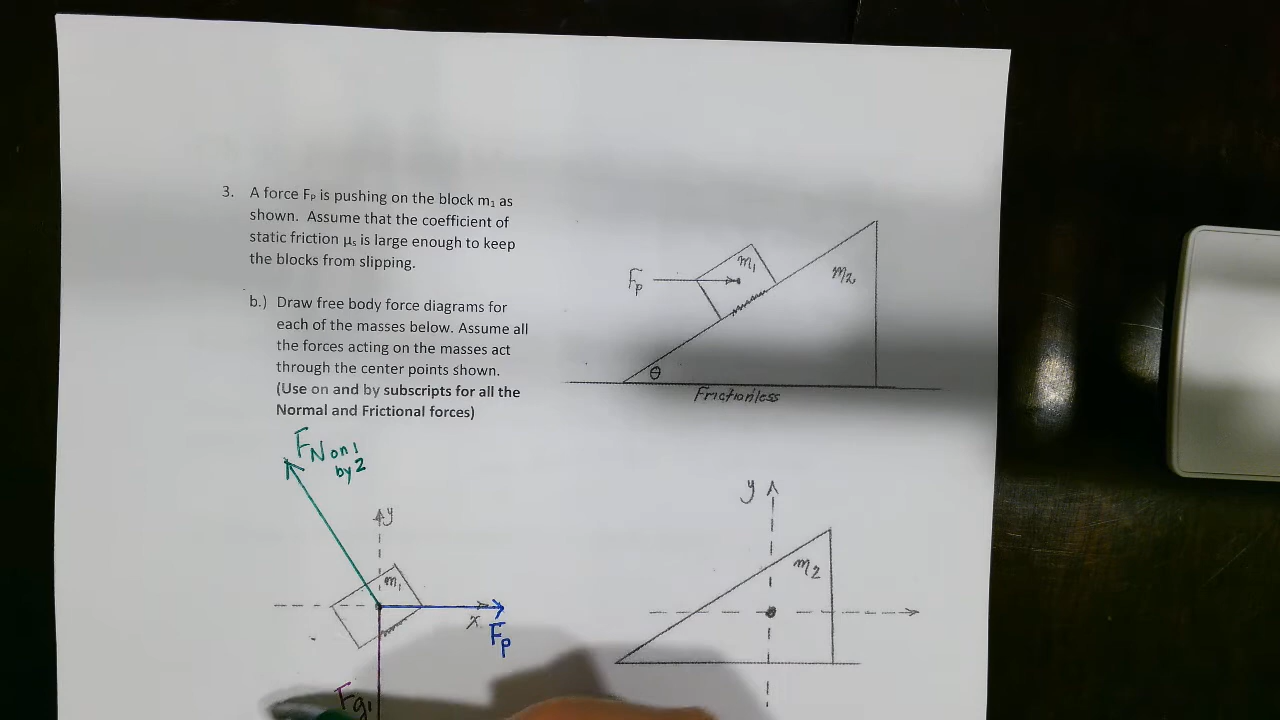 3. A force Fₚ is pushing on the block m₁ as
shown. Assume that the coefficient of
static friction μₛ is large enough to keep
the blocks from slipping.
b.) Draw free body force diagrams for
each of the masses below. Assume all
the forces acting on the masses act
through the center points shown.
(Use on and by subscripts for all the
Normal and Frictional forces)
Fₚ
m₁
m₂
θ
Frictionless
FN on 1
by 2
y
m₁
x
Fₚ
Fg₁
y
m₂